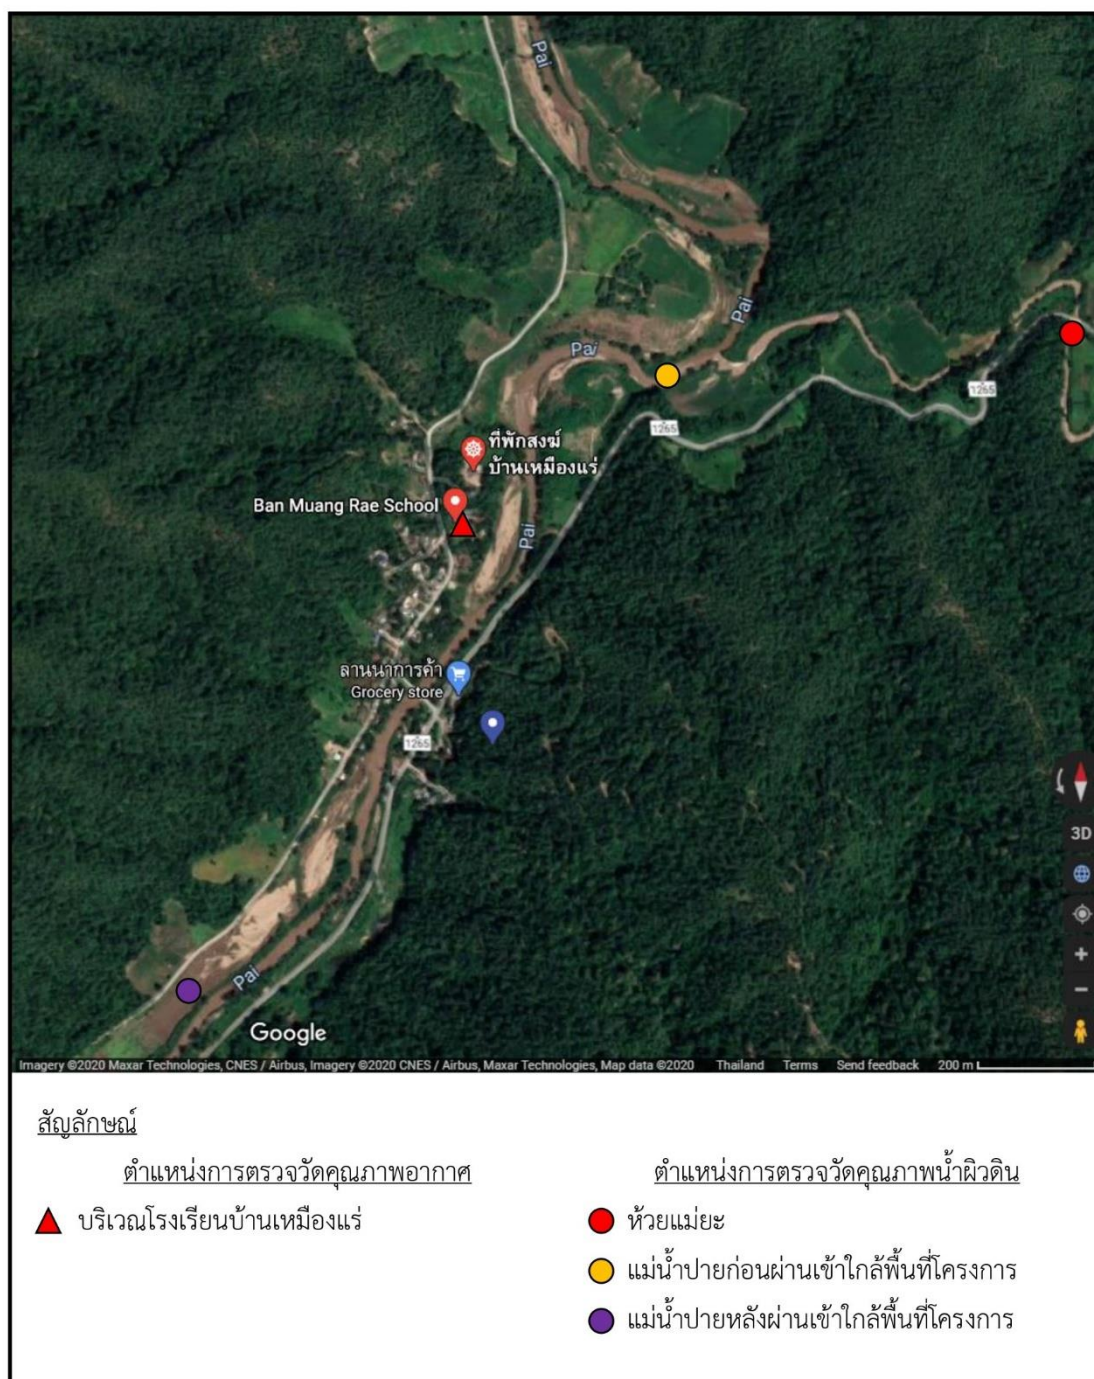 Pai
Pai
Pai
1265
1265
ที่พักสงฆ์
บ้านเหมืองแร่
Ban Muang Rae School
Pai
ลานนาการค้า
Grocery store
1265
3D
Pai
Google
Imagery ©2020 Maxar Technologies, CNES / Airbus, Imagery ©2020 CNES / Airbus, Maxar Technologies, Map data ©2020 Thailand Terms Send feedback 200 m
สัญลักษณ์
ตำแหน่งการตรวจวัดคุณภาพอากาศ
บริเวณโรงเรียนบ้านเหมืองแร่
ตำแหน่งการตรวจวัดคุณภาพน้ำผิวดิน
ห้วยแม่ยะ
แม่น้ำปายก่อนผ่านเข้าใกล้พื้นที่โครงการ
แม่น้ำปายหลังผ่านเข้าใกล้พื้นที่โครงการ